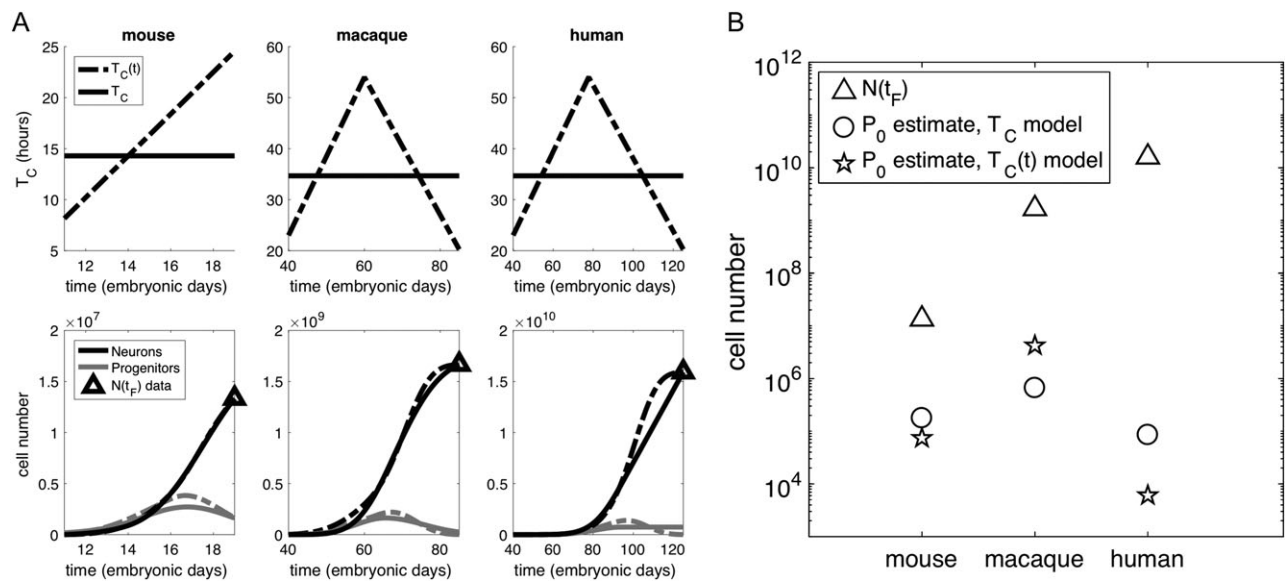 A
mouse
macaque
human
T_C (hours)
25
20
15
10
5
T_C(t)
T_C
12 14 16 18
time (embryonic days)
60
50
40
30
20
40 60 80
time (embryonic days)
60
50
40
30
20
40 60 80 100 120
time (embryonic days)
cell number
×10^7
2
1.5
1
0.5
0
Neurons
Progenitors
N(t_F) data
12 14 16 18
time (embryonic days)
×10^9
2
1.5
1
0.5
0
40 60 80
time (embryonic days)
×10^10
2
1.5
1
0.5
0
40 60 80 100 120
time (embryonic days)
B
cell number
10^12
10^10
10^8
10^6
10^4
N(t_F)
P_0 estimate, T_C model
P_0 estimate, T_C(t) model
mouse macaque human